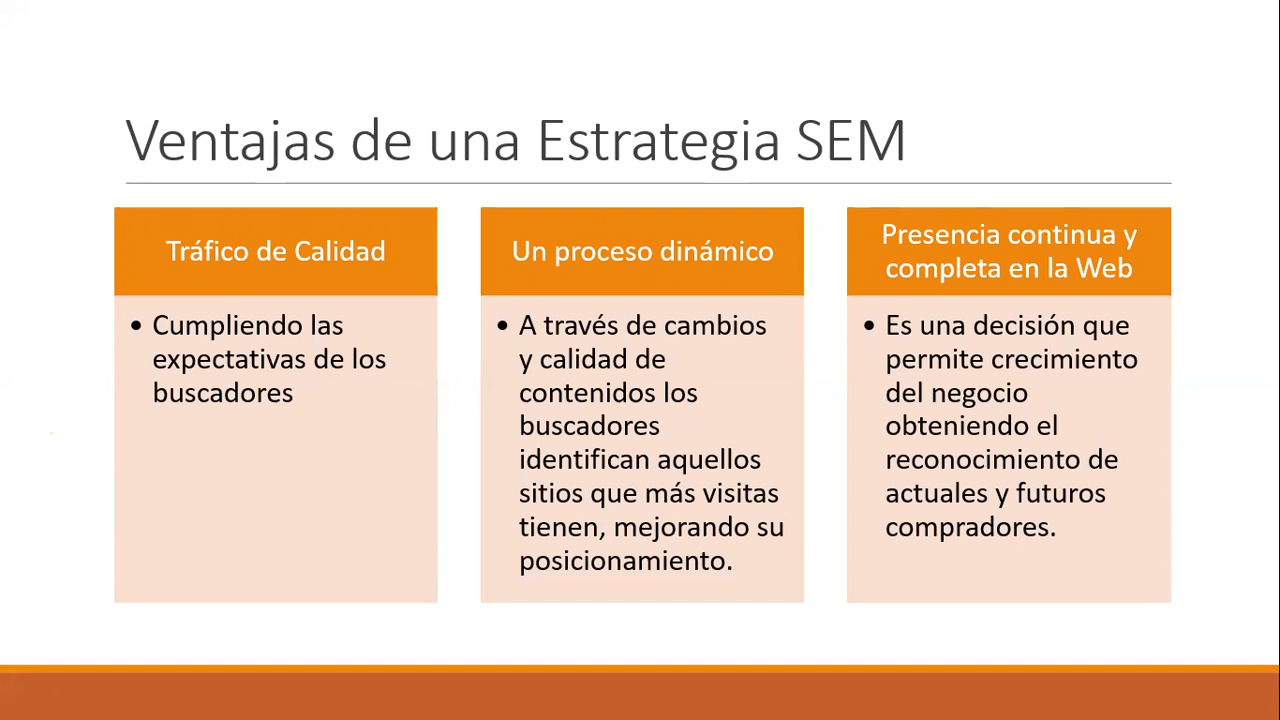 Ventajas de una Estrategia SEM
Tráfico de Calidad
• Cumpliendo las
expectativas de los
buscadores
Un proceso dinámico
• A través de cambios
y calidad de
contenidos los
buscadores
identifican aquellos
sitios que más visitas
tienen, mejorando su
posicionamiento.
Presencia continua y
completa en la Web
• Es una decisión que
permite crecimiento
del negocio
obteniendo el
reconocimiento de
actuales y futuros
compradores.